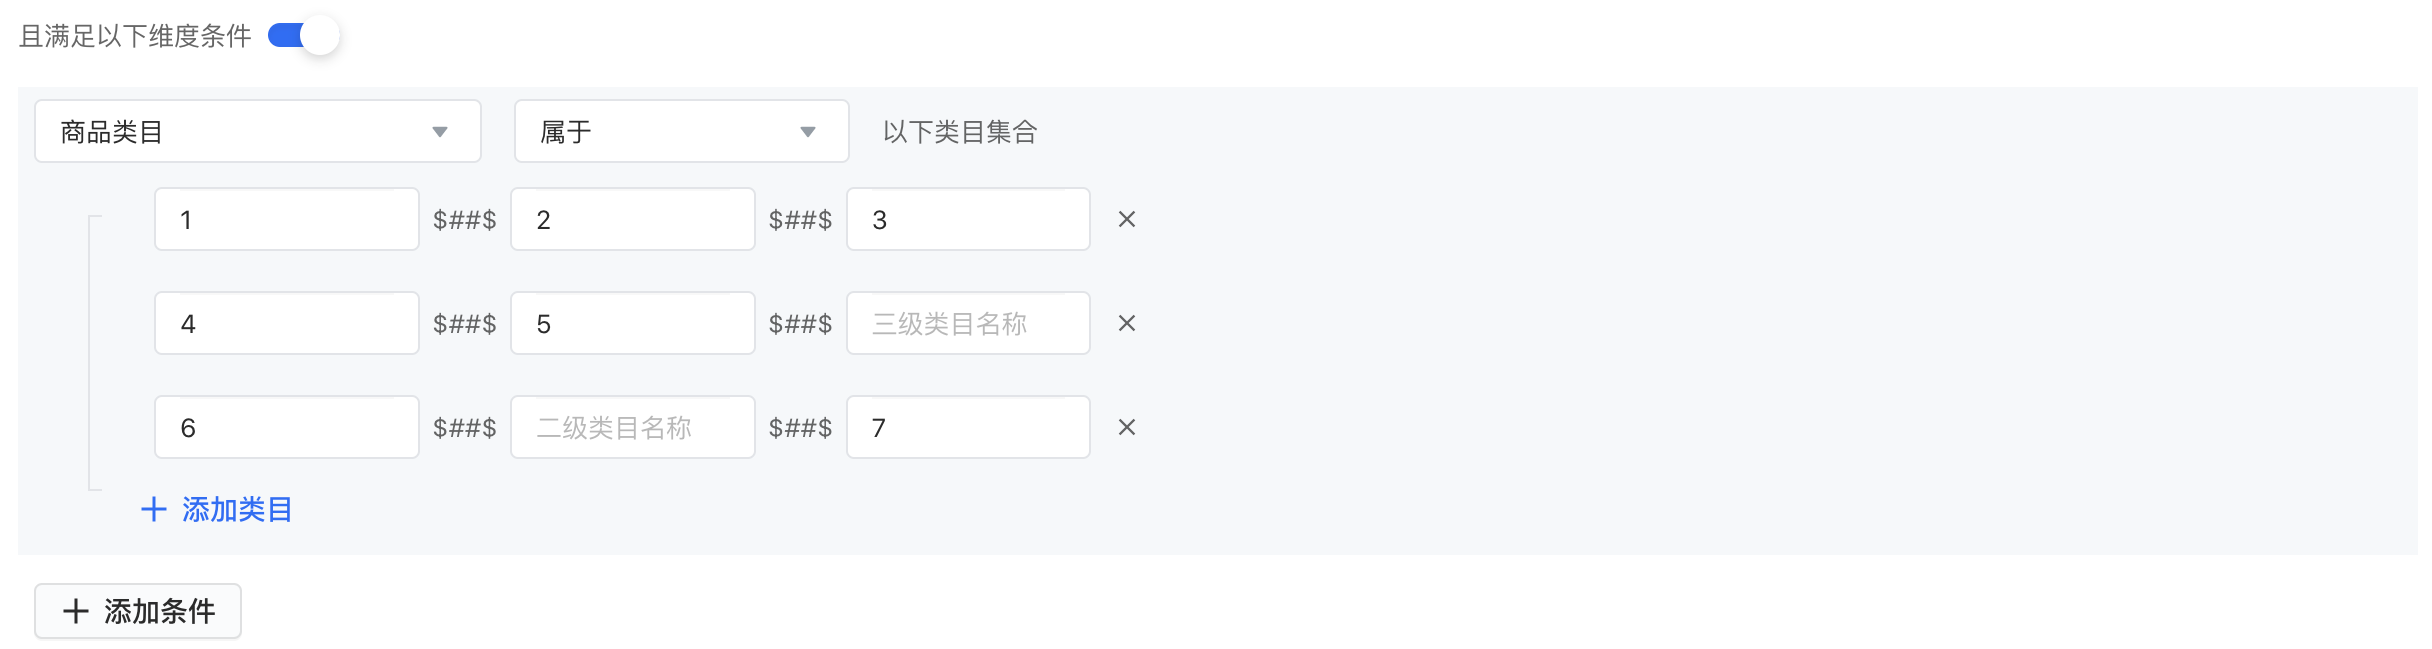 且满足以下维度条件
商品类目 属于 以下类目集合
1 $##$ 2 $##$ 3
4 $##$ 5 $##$ 三级类目名称
6 $##$ 二级类目名称 $##$ 7
添加类目
添加条件